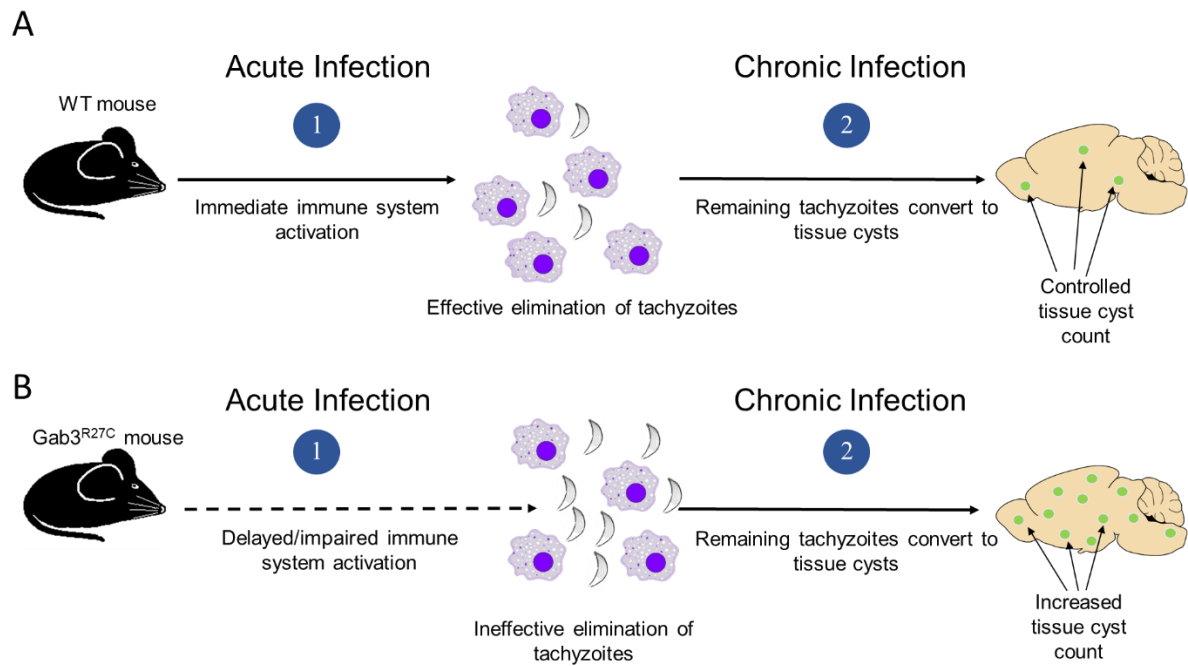 A
Acute Infection
Chronic Infection
WT mouse
1
2
Immediate immune system
activation
Remaining tachyzoites convert to
tissue cysts
Effective elimination of tachyzoites
Controlled
tissue cyst
count
B
Acute Infection
Chronic Infection
Gab3R27C mouse
1
2
Delayed/impaired immune
system activation
Remaining tachyzoites convert to
tissue cysts
Ineffective elimination of
tachyzoites
Increased
tissue cyst
count